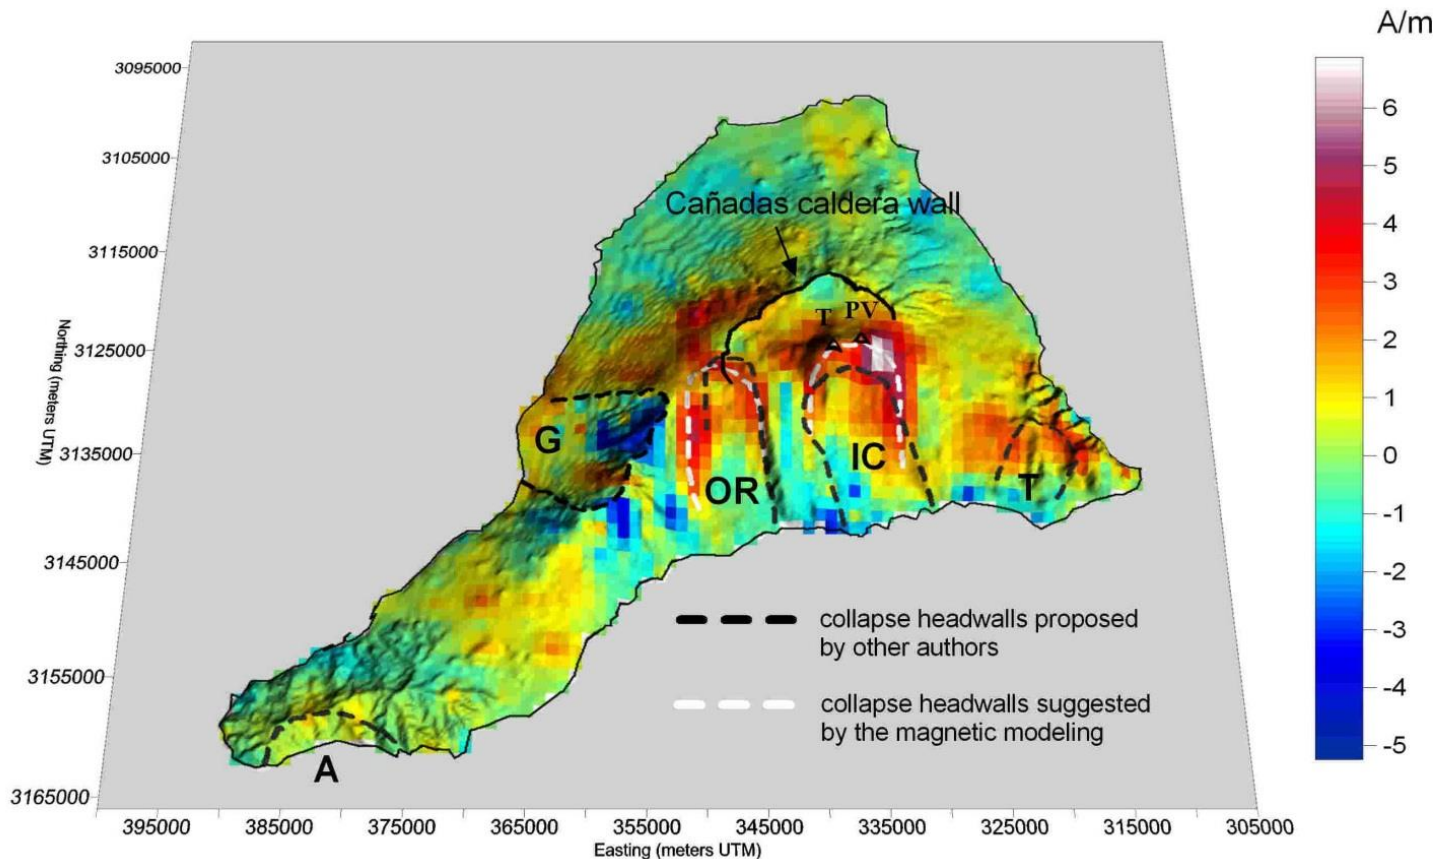 A/m
3095000
3105000
3115000
3125000
3135000
3145000
3155000
3165000
Northing (meters UTM)
Cañadas caldera wall
T
PV
G
OR
IC
T
A
collapse headwalls proposed
by other authors
collapse headwalls suggested
by the magnetic modeling
395000
385000
375000
365000
355000
345000
335000
325000
315000
305000
Easting (meters UTM)
6
5
4
3
2
1
0
-1
-2
-3
-4
-5